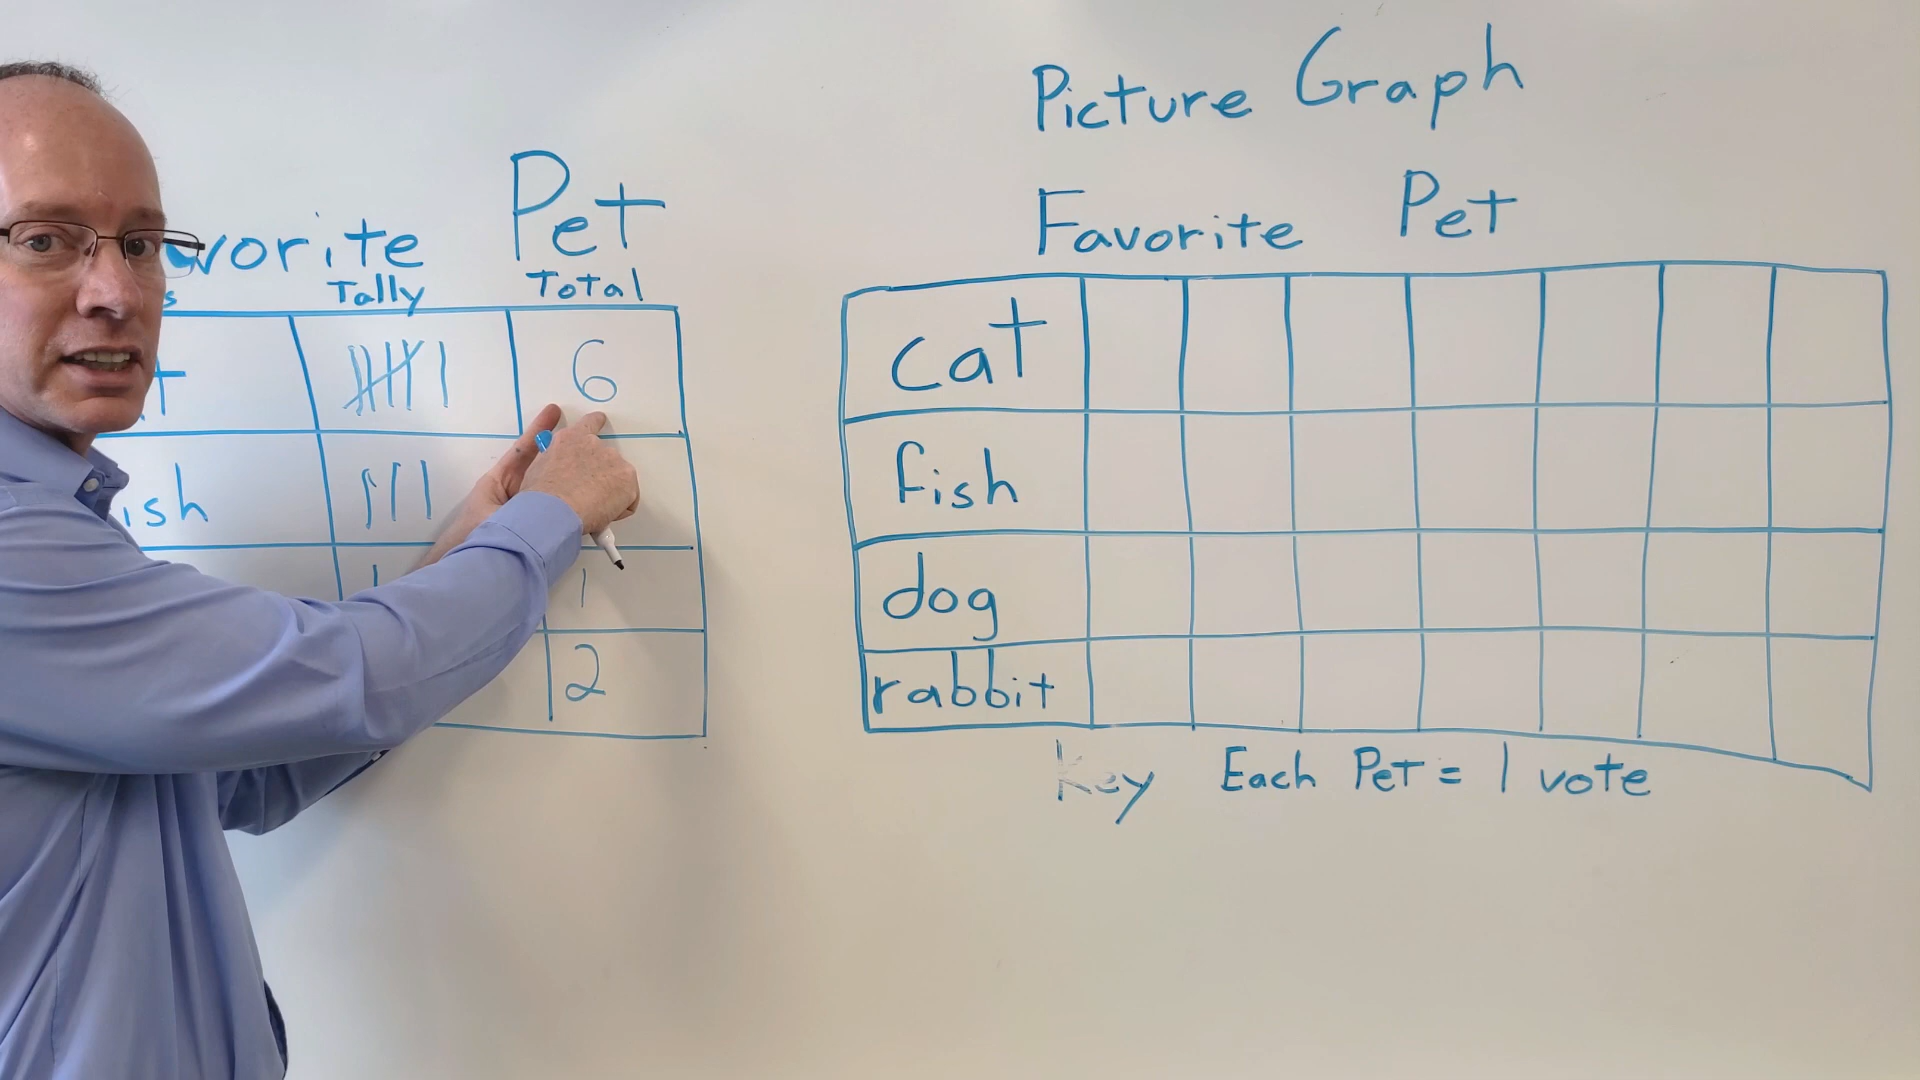 Picture Graph
Pet
Favorite Pet
Tally Total
6
ish
1
2
cat
fish
dog
rabbit
Key Each Pet = 1 vote